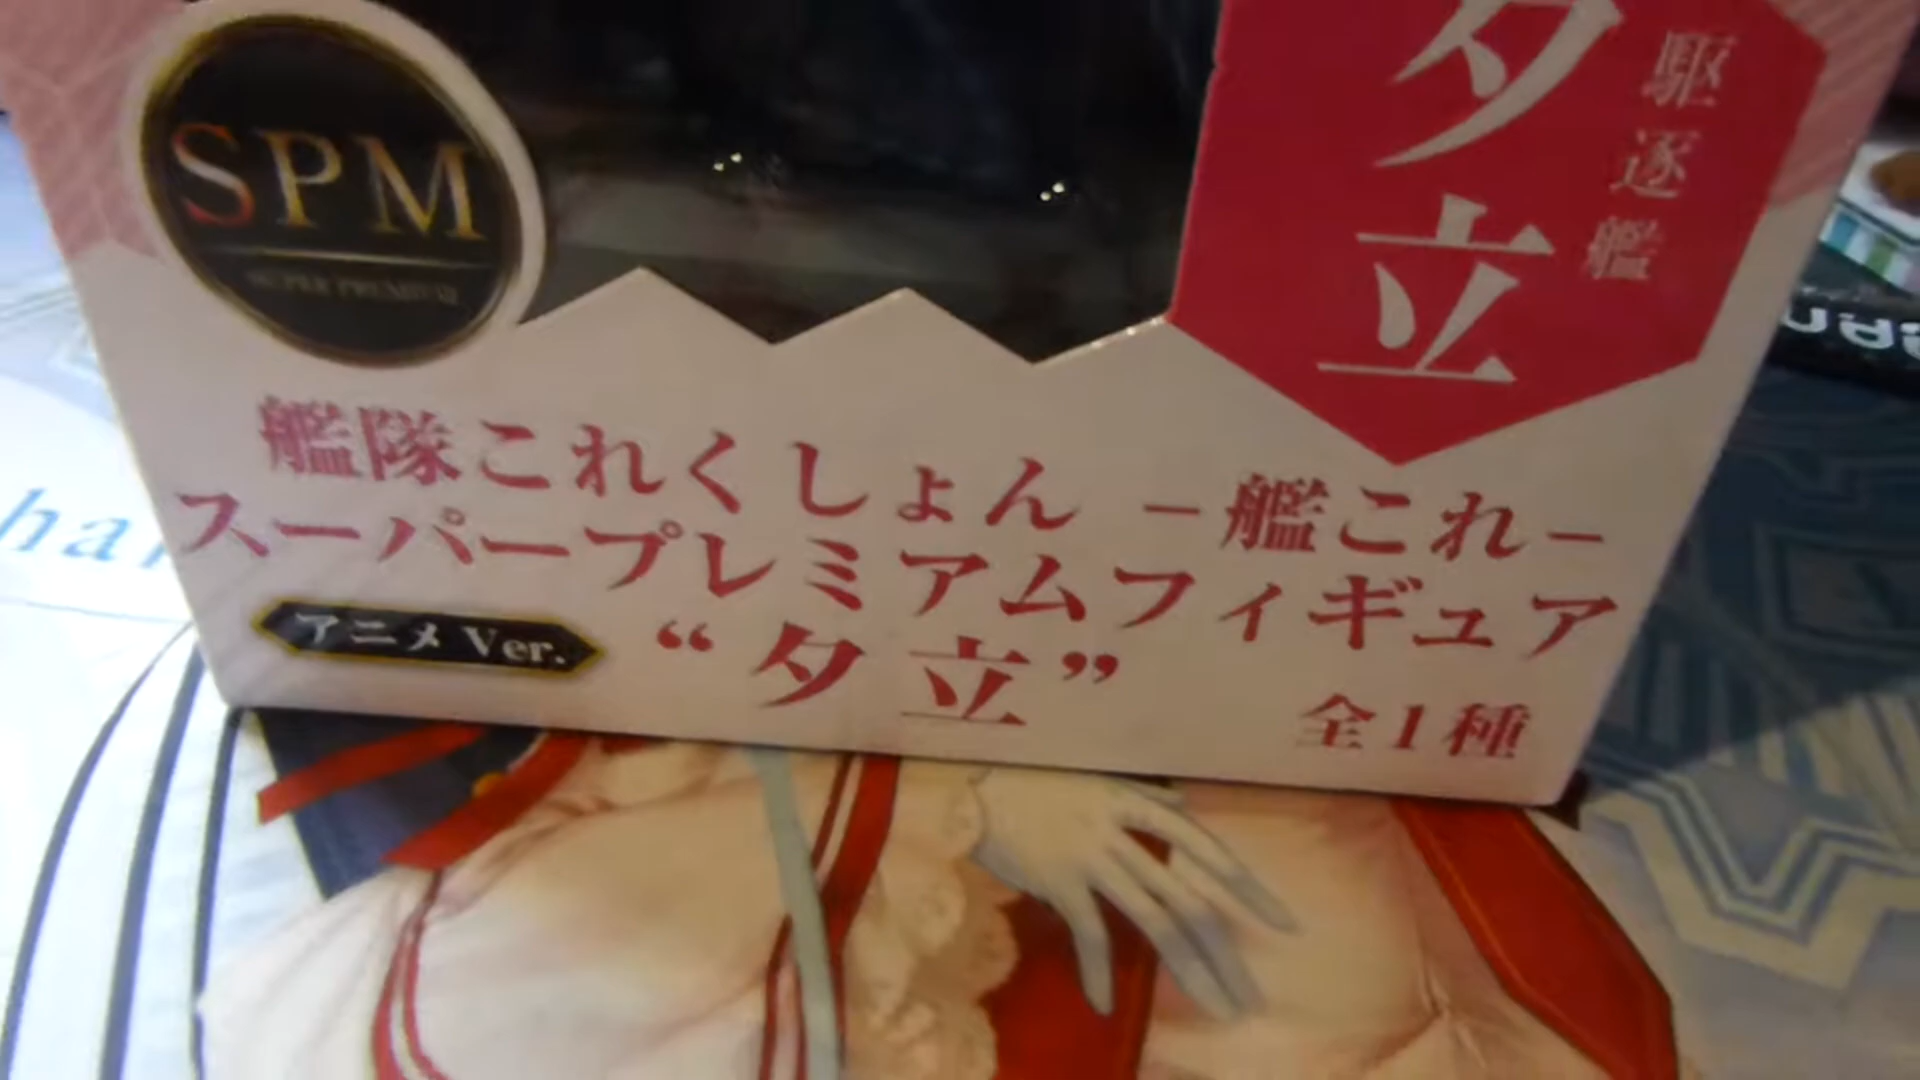 SPM
SUPER PREMIUM
駆逐艦
夕立
艦隊これくしょん －艦これ－
スーパープレミアムフィギュア
アニメ Ver.
“夕立”
全1種